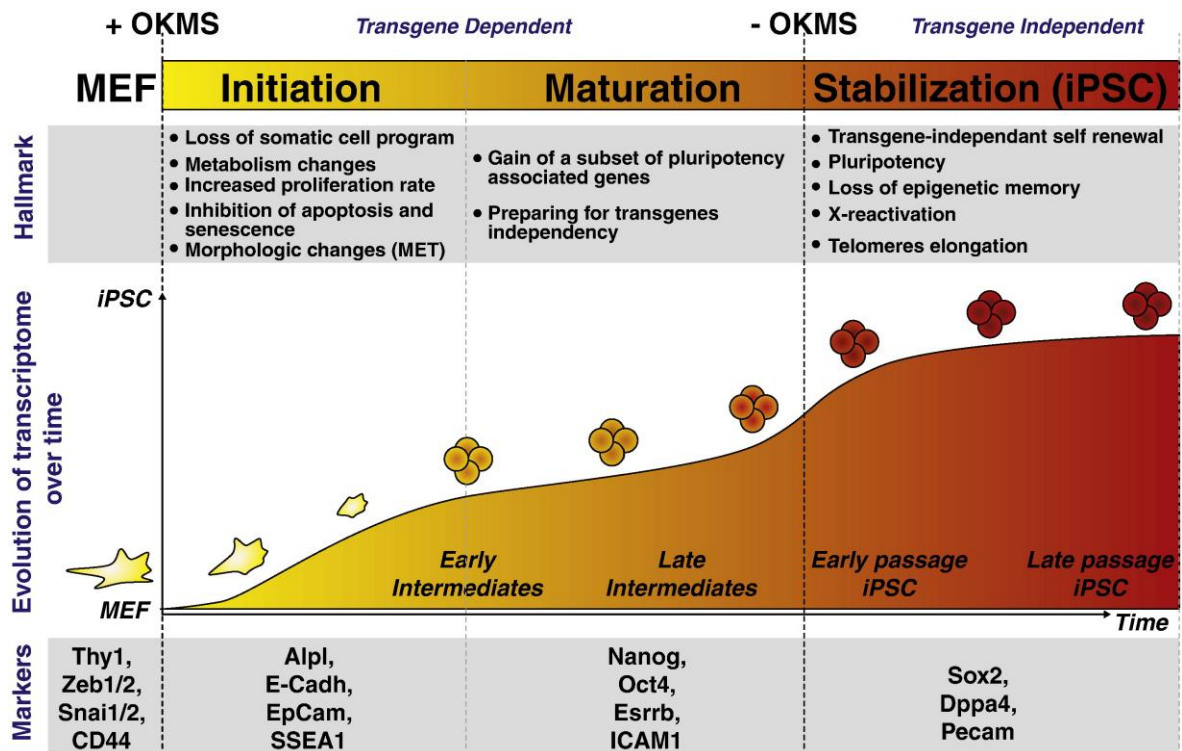 + OKMS
Transgene Dependent
- OKMS
Transgene Independent
MEF
Initiation
Maturation
Stabilization (iPSC)
Hallmark
• Loss of somatic cell program
• Metabolism changes
• Increased proliferation rate
• Inhibition of apoptosis and
senescence
• Morphologic changes (MET)
• Gain of a subset of pluripotency
associated genes
• Preparing for transgenes
independency
• Transgene-independant self renewal
• Pluripotency
• Loss of epigenetic memory
• X-reactivation
• Telomeres elongation
Evolution of transcriptome
over time
iPSC
MEF
Early
Intermediates
Late
Intermediates
Early passage
iPSC
Late passage
iPSC
Time
Markers
Thy1,
Zeb1/2,
Snai1/2,
CD44
Alpl,
E-Cadh,
EpCam,
SSEA1
Nanog,
Oct4,
Esrrb,
ICAM1
Sox2,
Dppa4,
Pecam